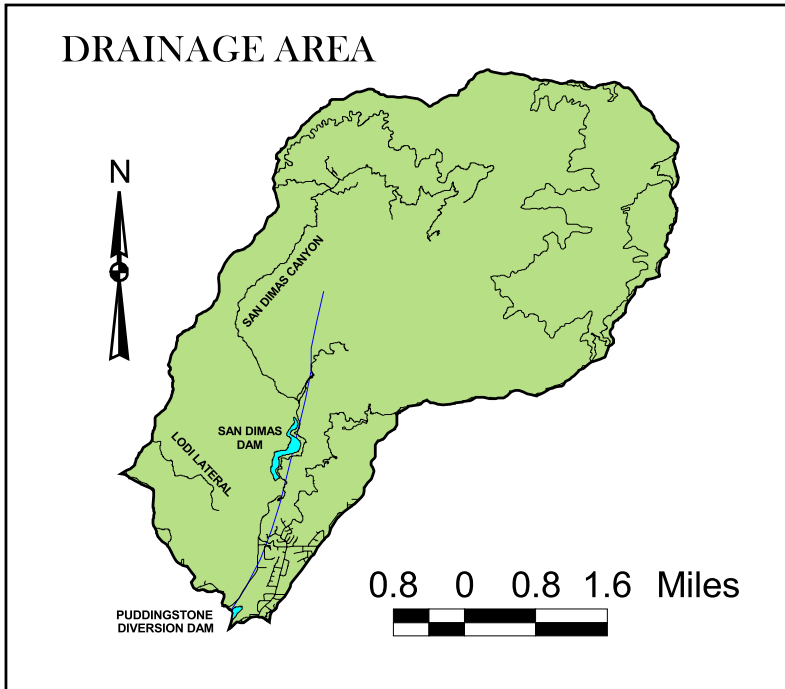 DRAINAGE AREA
N
SAN DIMAS CANYON
SAN DIMAS
DAM
LODI LATERAL
0.8 0 0.8 1.6 Miles
PUDDINGSTONE
DIVERSION DAM